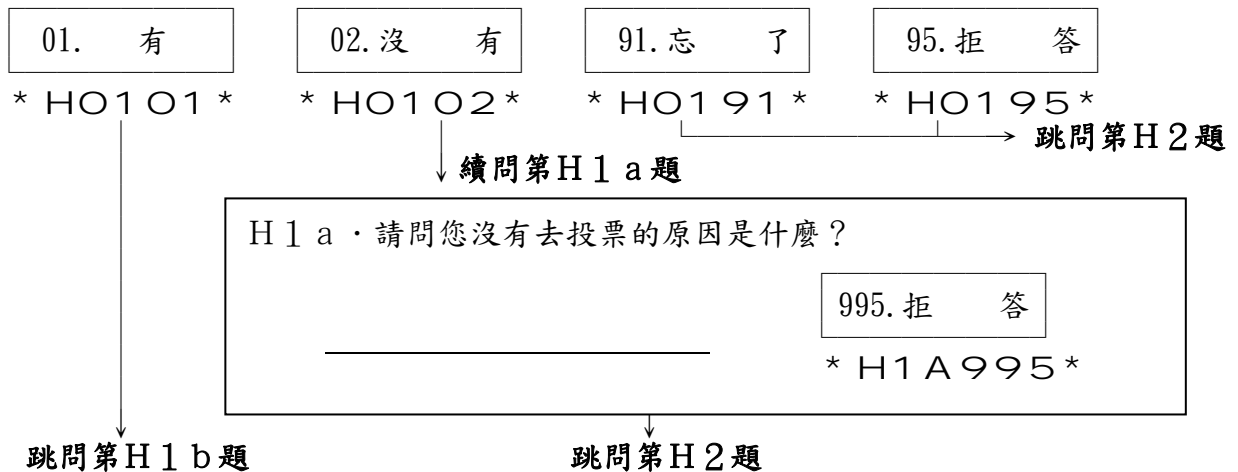 01.　有　02.沒　有　91.忘　了　95.拒　答
*H0101*　*H0102*　*H0191*　*H0195*
跳問第H2題
續問第H1a題
H1a．請問您沒有去投票的原因是什麼？
995.拒　答
*H1A995*
跳問第H1b題　跳問第H2題